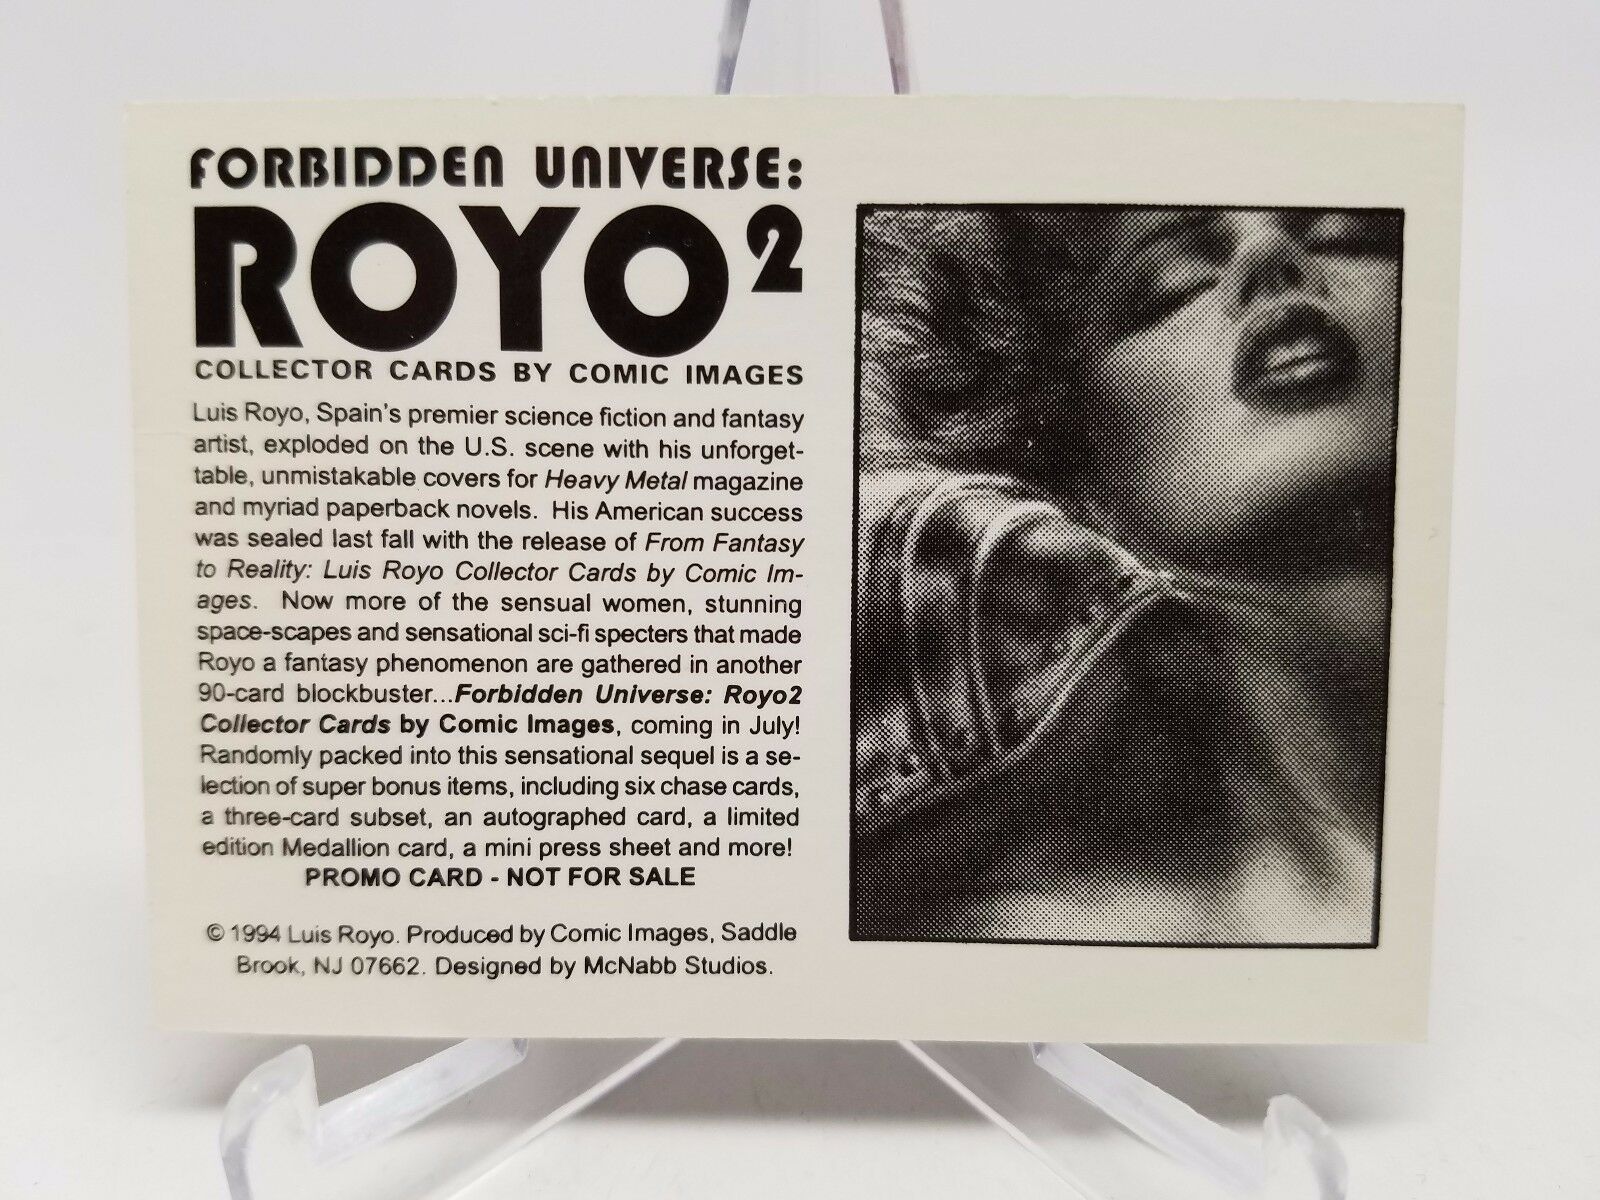 FORBIDDEN UNIVERSE:
ROYO²
COLLECTOR CARDS BY COMIC IMAGES
Luis Royo, Spain's premier science fiction and fantasy
artist, exploded on the U.S. scene with his unforget-
table, unmistakable covers for Heavy Metal magazine
and myriad paperback novels. His American success
was sealed last fall with the release of From Fantasy
to Reality: Luis Royo Collector Cards by Comic Im-
ages. Now more of the sensual women, stunning
space-scapes and sensational sci-fi specters that made
Royo a fantasy phenomenon are gathered in another
90-card blockbuster...Forbidden Universe: Royo2
Collector Cards by Comic Images, coming in July!
Randomly packed into this sensational sequel is a se-
lection of super bonus items, including six chase cards,
a three-card subset, an autographed card, a limited
edition Medallion card, a mini press sheet and more!
PROMO CARD - NOT FOR SALE
© 1994 Luis Royo. Produced by Comic Images, Saddle
Brook, NJ 07662. Designed by McNabb Studios.